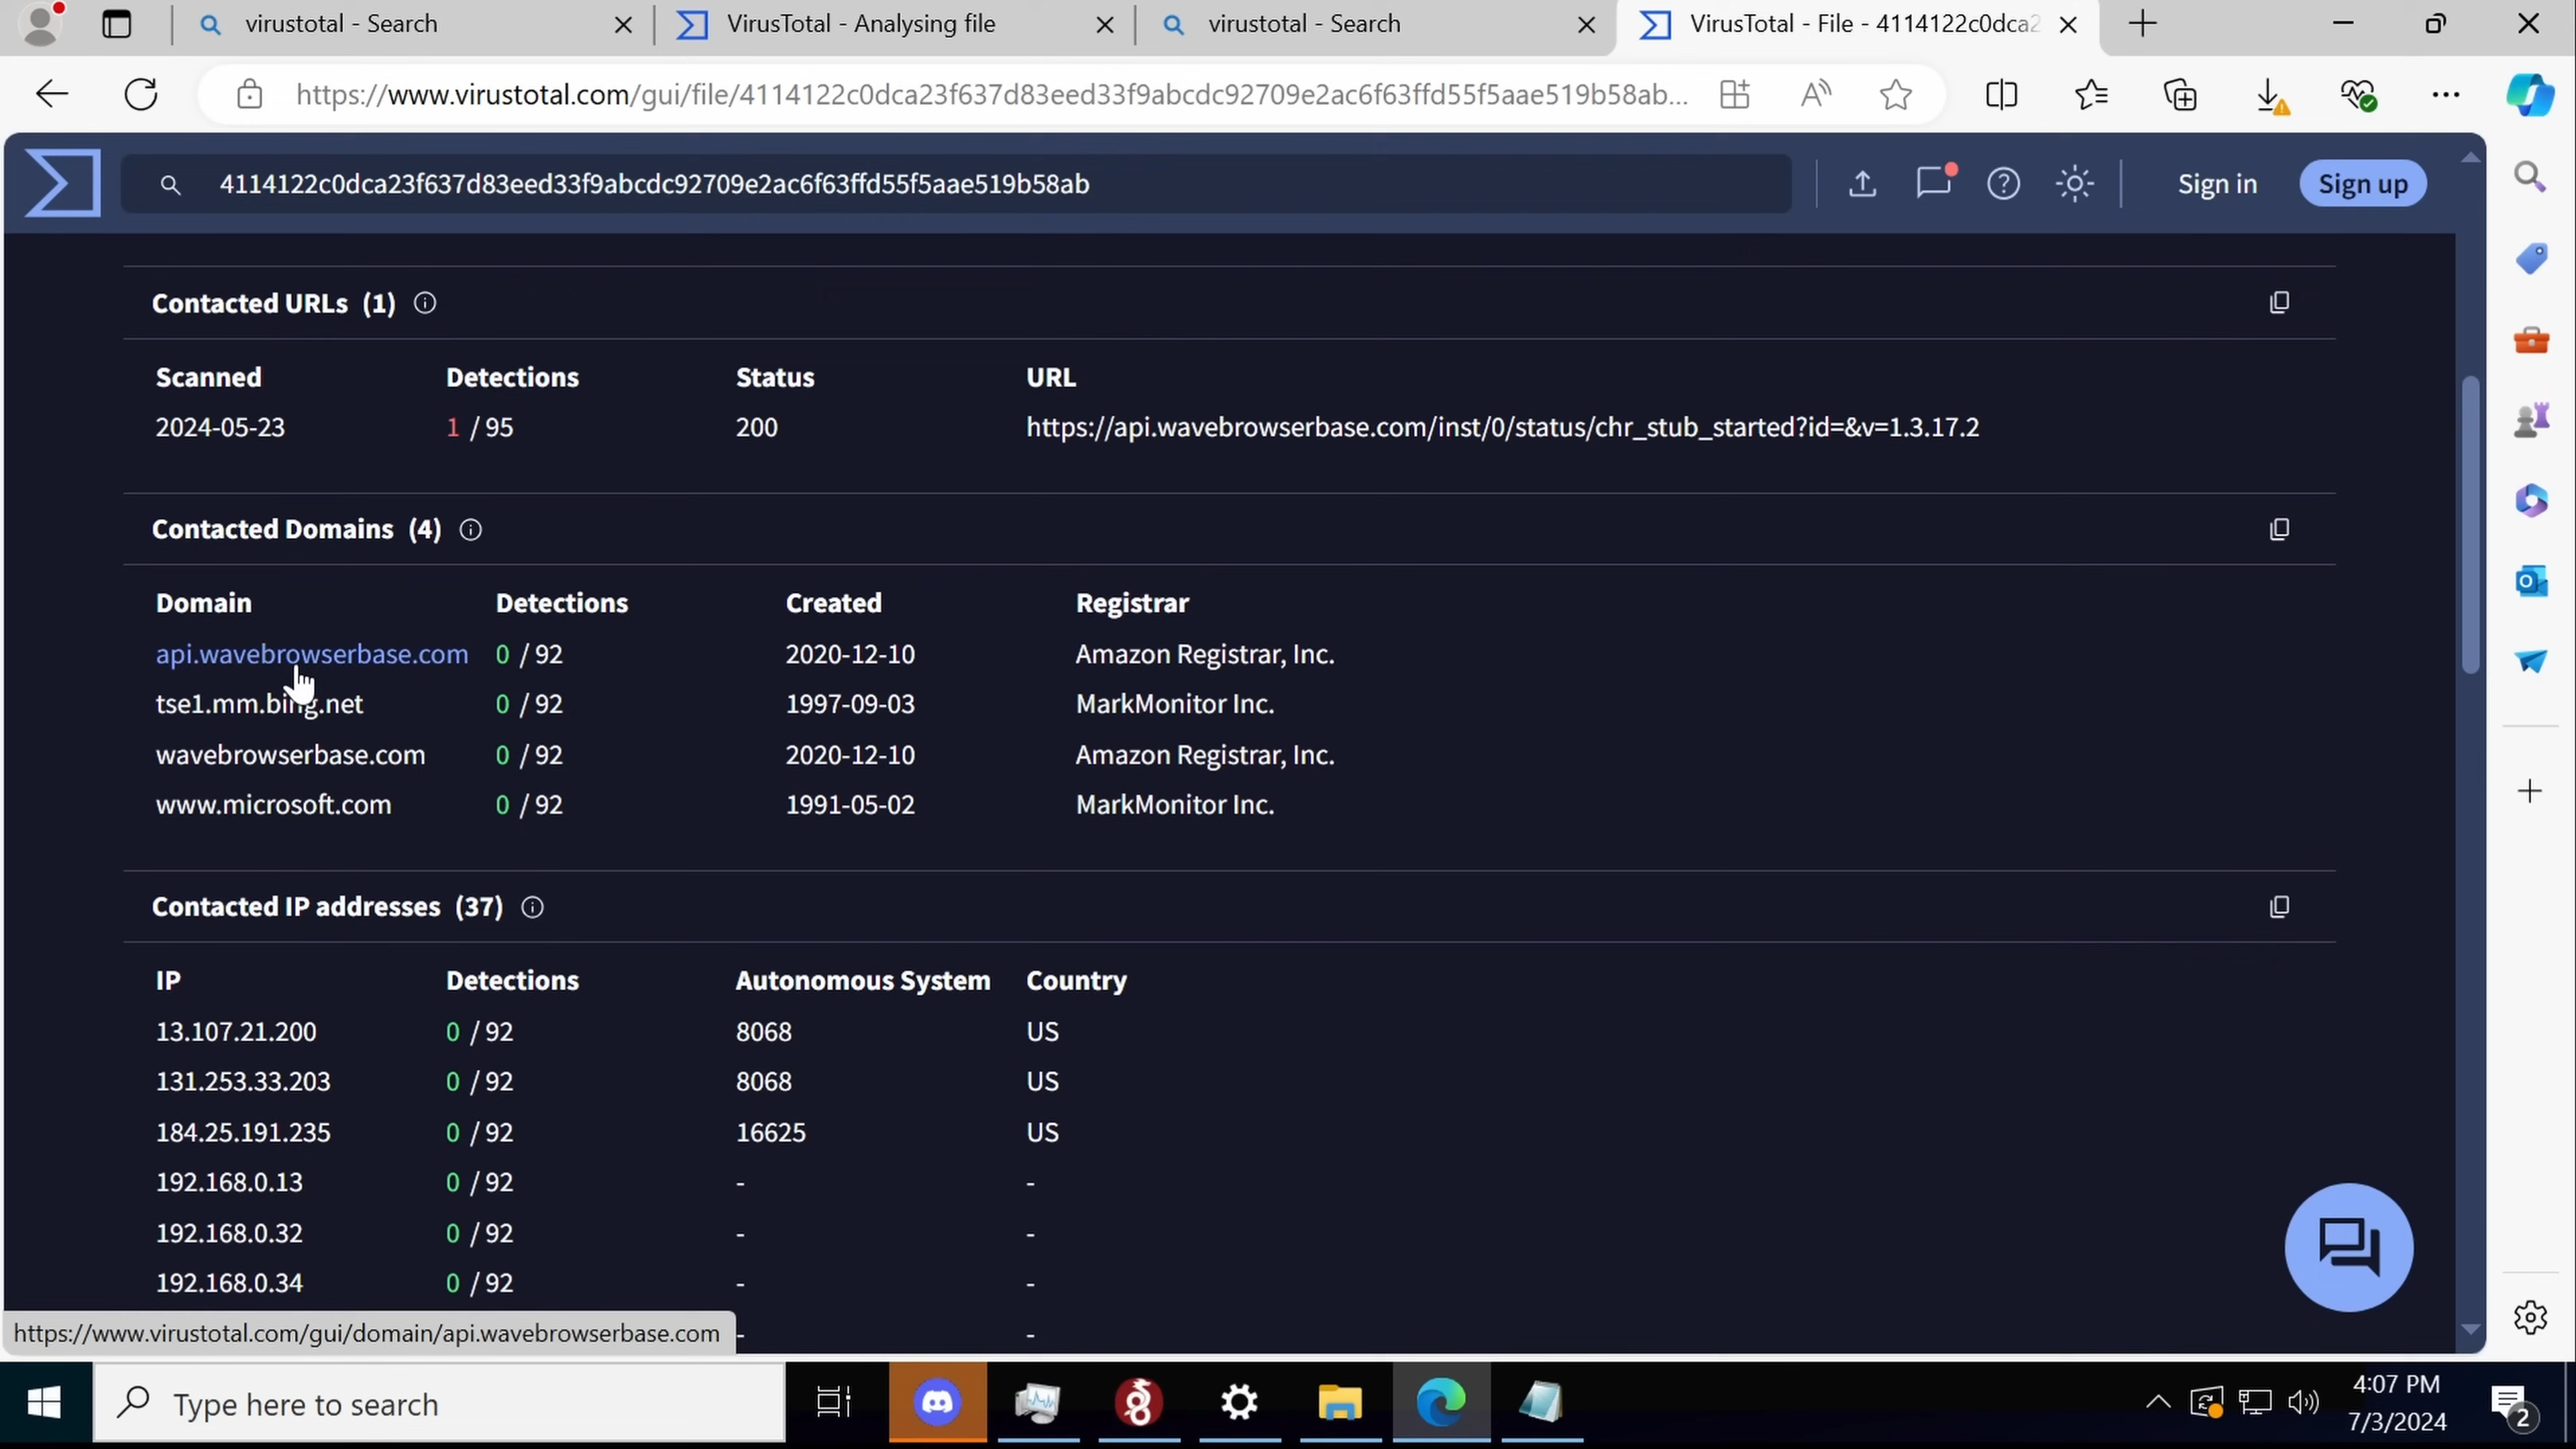 virustotal - Search
VirusTotal - Analysing file
virustotal - Search
VirusTotal - File - 4114122c0dca2
https://www.virustotal.com/gui/file/4114122c0dca23f637d83eed33f9abcdc92709e2ac6f63ffd55f5aae519b58ab...
4114122c0dca23f637d83eed33f9abcdc92709e2ac6f63ffd55f5aae519b58ab
Sign in
Sign up
Contacted URLs (1)
Scanned Detections Status URL
2024-05-23 1 / 95 200 https://api.wavebrowserbase.com/inst/0/status/chr_stub_started?id=&v=1.3.17.2
Contacted Domains (4)
Domain Detections Created Registrar
api.wavebrowserbase.com 0 / 92 2020-12-10 Amazon Registrar, Inc.
tse1.mm.bing.net 0 / 92 1997-09-03 MarkMonitor Inc.
wavebrowserbase.com 0 / 92 2020-12-10 Amazon Registrar, Inc.
www.microsoft.com 0 / 92 1991-05-02 MarkMonitor Inc.
Contacted IP addresses (37)
IP Detections Autonomous System Country
13.107.21.200 0 / 92 8068 US
131.253.33.203 0 / 92 8068 US
184.25.191.235 0 / 92 16625 US
192.168.0.13 0 / 92 - -
192.168.0.32 0 / 92 - -
192.168.0.34 0 / 92 - -
https://www.virustotal.com/gui/domain/api.wavebrowserbase.com - -
Type here to search
4:07 PM
7/3/2024
2